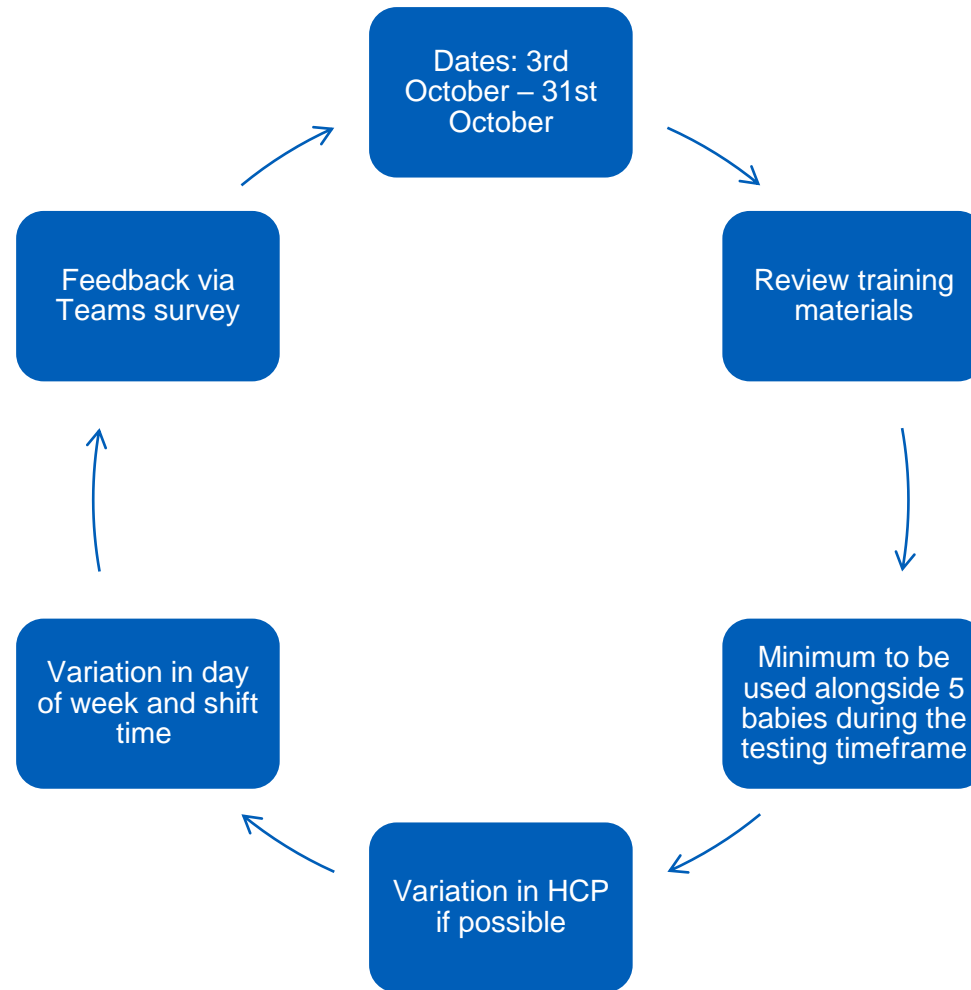 Dates: 3rd
October – 31st
October
Review training
materials
Minimum to be
used alongside 5
babies during the
testing timeframe
Variation in HCP
if possible
Variation in day
of week and shift
time
Feedback via
Teams survey